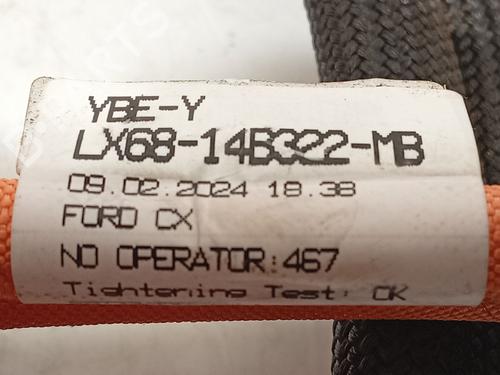 YBE-Y
LX68-14B322-MB
09.02.2024 18.38
FORD CX
NO OPERATOR:467
Tightening Test: OK